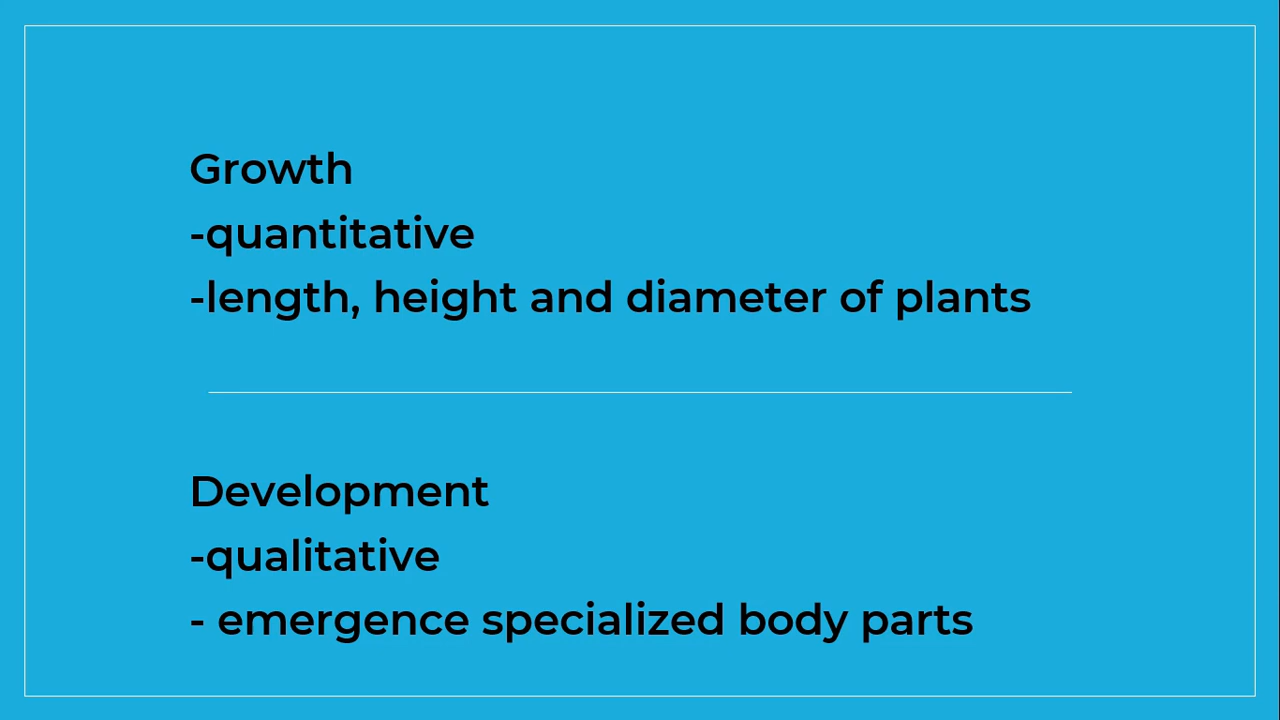 Growth
-quantitative
-length, height and diameter of plants
Development
-qualitative
- emergence specialized body parts